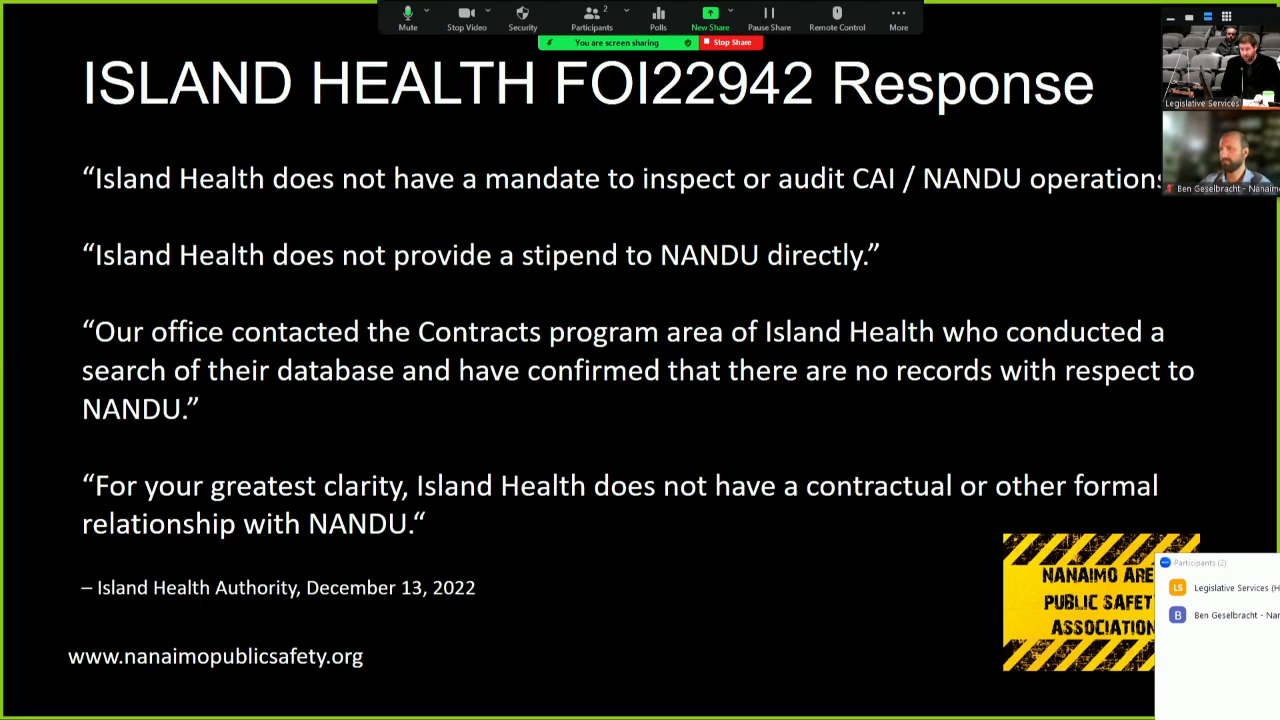 Mute
Stop Video
Security
Participants
2
Polls
New Share
Pause Share
Remote Control
More
You are screen sharing
Stop Share
ISLAND HEALTH FOI22942 Response
Legislative Services
Ben Geselbracht - Nanaim
“Island Health does not have a mandate to inspect or audit CAI / NANDU operations
“Island Health does not provide a stipend to NANDU directly.”
“Our office contacted the Contracts program area of Island Health who conducted a
search of their database and have confirmed that there are no records with respect to
NANDU.”
“For your greatest clarity, Island Health does not have a contractual or other formal
relationship with NANDU.“
– Island Health Authority, December 13, 2022
www.nanaimopublicsafety.org
NANAIMO ARE
PUBLIC SAFET
ASSOCIATION
Participants (2)
LS Legislative Services (H
B Ben Geselbracht - Nan